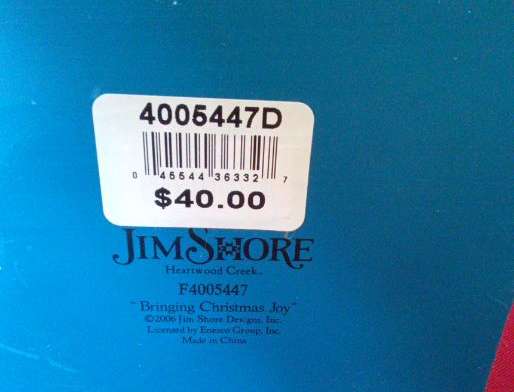 4005447D
0 45544 36332 7
$40.00
JIM SHORE
Heartwood Creek™
F4005447
"Bringing Christmas Joy"
©2006 Jim Shore Designs, Inc.
Licensed by Enesco Group, Inc.
Made in China